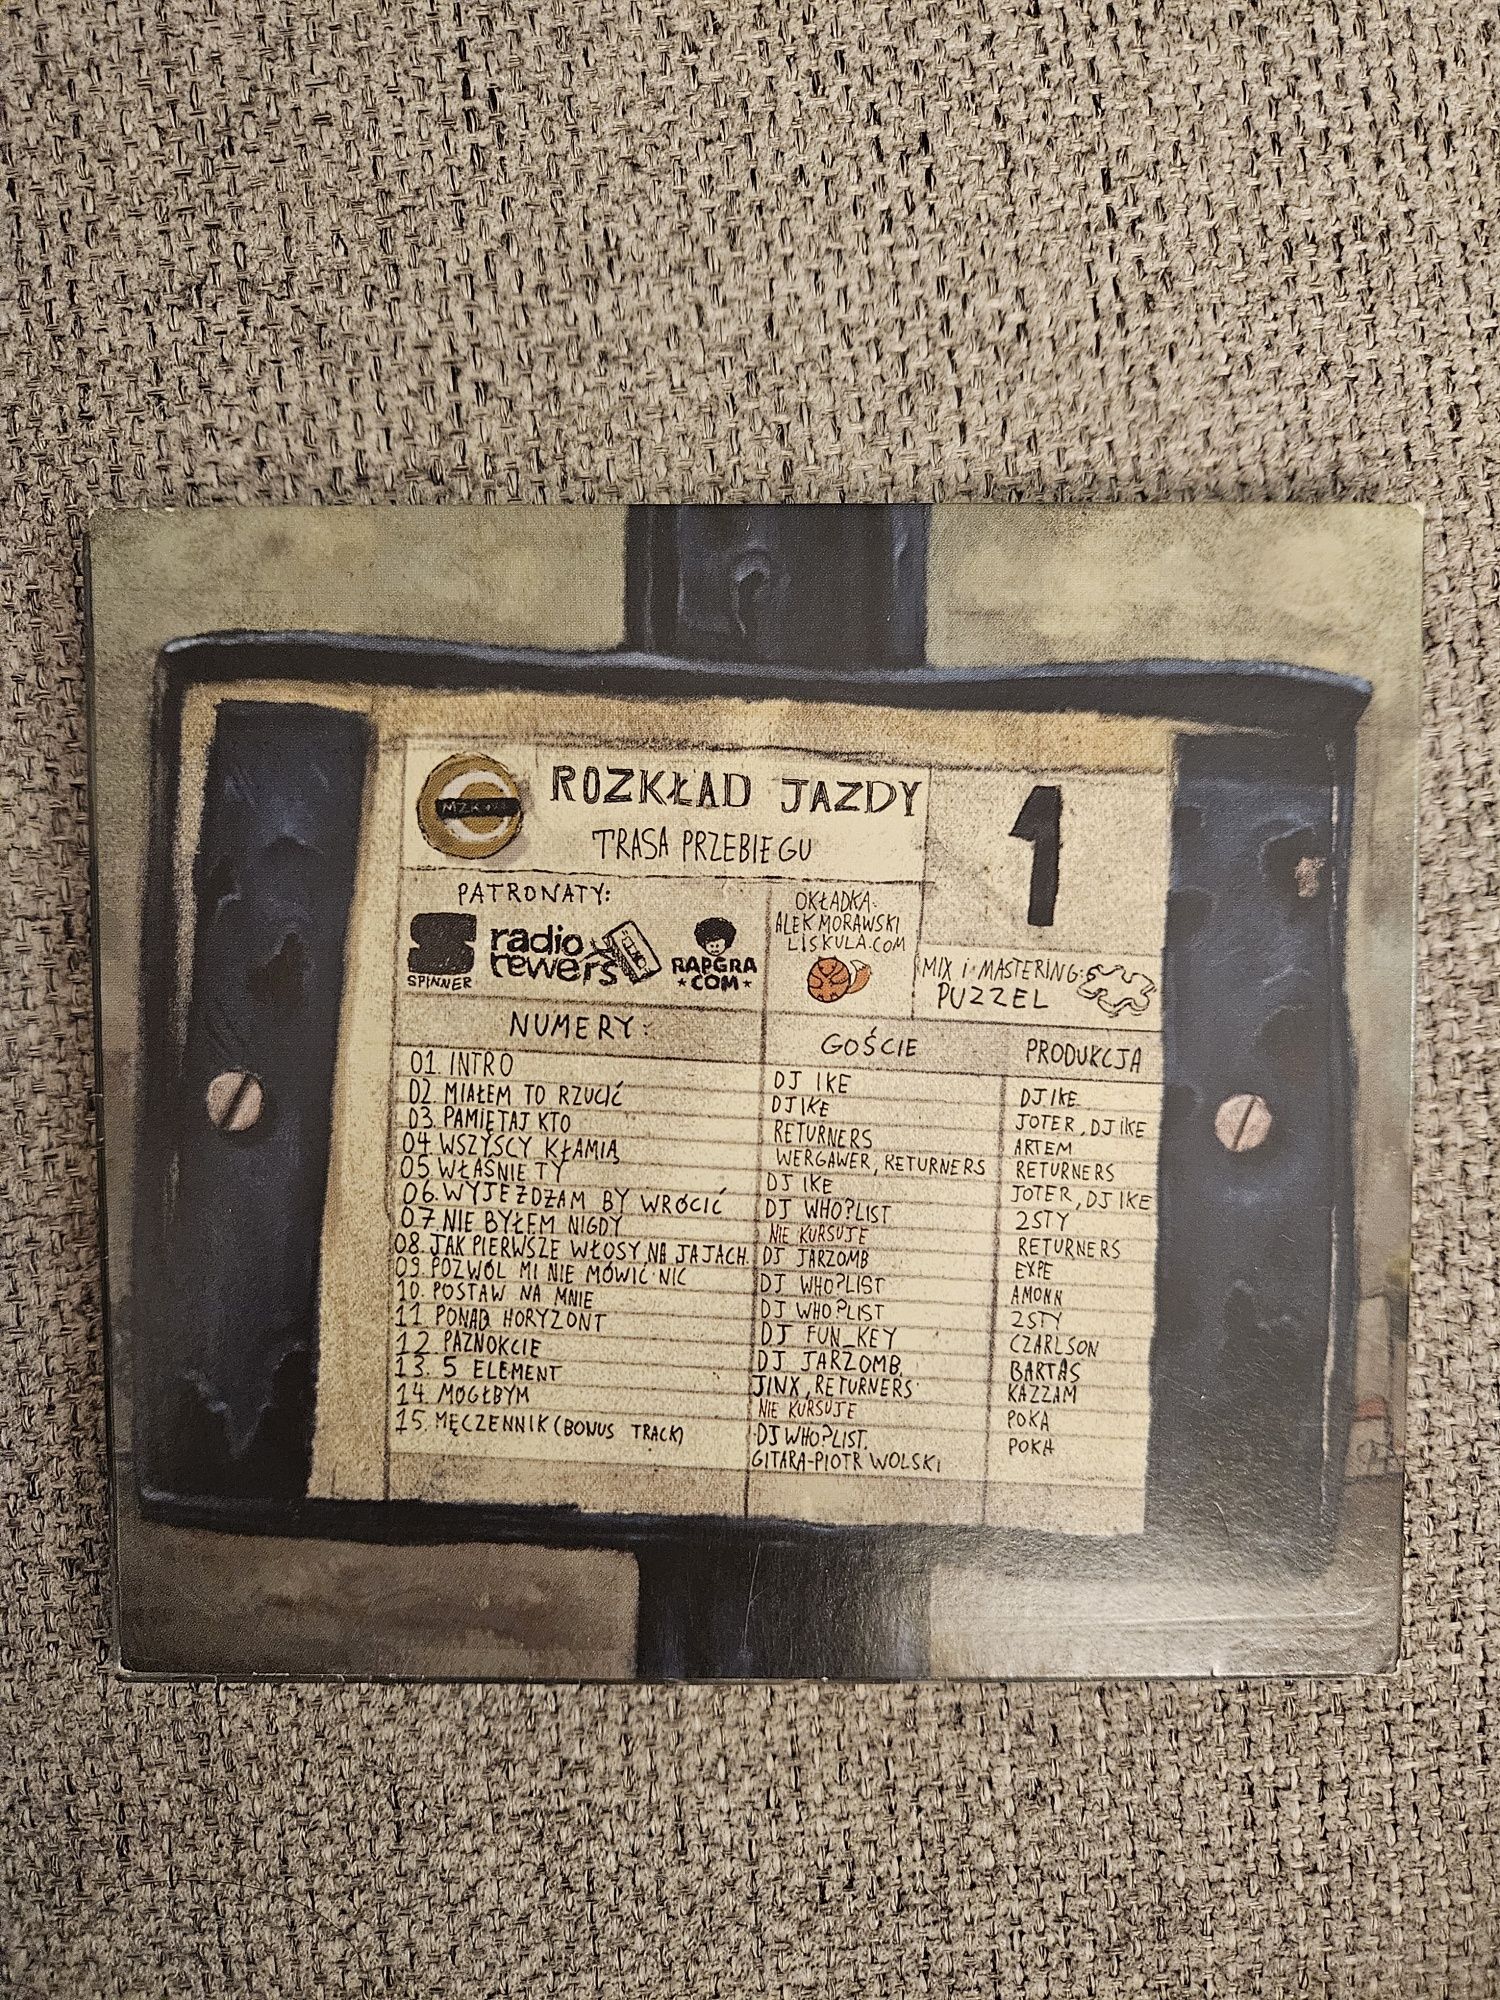 ROZKŁAD JAZDY
TRASA PRZEBIEGU
1
PATRONATY:
SPINNER
radio
rewers
RAPGRA
COM
OKŁADKA:
ALEK MORAWSKI
LISKULA.COM
MIX i MASTERING:
PUZZEL
NUMERY:
GOŚCIE
PRODUKCJA
01. INTRO
02. MIAŁEM TO RZUCIĆ
03. PAMIĘTAJ KTO
04 WSZYSCY KŁAMIĄ
05. WŁAŚNIE TY
06. WYJEŻDŻAM BY WRÓCIĆ
07. NIE BYŁEM NIGDY
08. JAK PIERWSZE WŁOSY NA JAJACH
09. POZWÓL MI NIE MÓWIĆ NIC
10. POSTAW NA MNIE
11 PONAD HORYZONT
12 PAZNOKCIE
13. 5 ELEMENT
14 MÓGŁBYM
15. MĘCZENNIK (BONUS TRACK)
DJ IKE
DJ IKE
RETURNERS
WERGAWER, RETURNERS
DJ IKE
DJ WHO?LIST
NIE KURSUJE
DJ JARZOMB
DJ WHO?LIST
DJ WHO?LIST
DJ FUN_KEY
DJ JARZOMB
JINX, RETURNERS
NIE KURSUJE
DJ WHO?LIST.
GITARA-PIOTR WOLSKI
DJ IKE
JOTER, DJ IKE
ARTEM
RETURNERS
JOTER, DJ IKE
2STY
RETURNERS
EXPE
AMONN
2STY
CZARLSON
BARTAS
KAZZAM
POKA
POKA